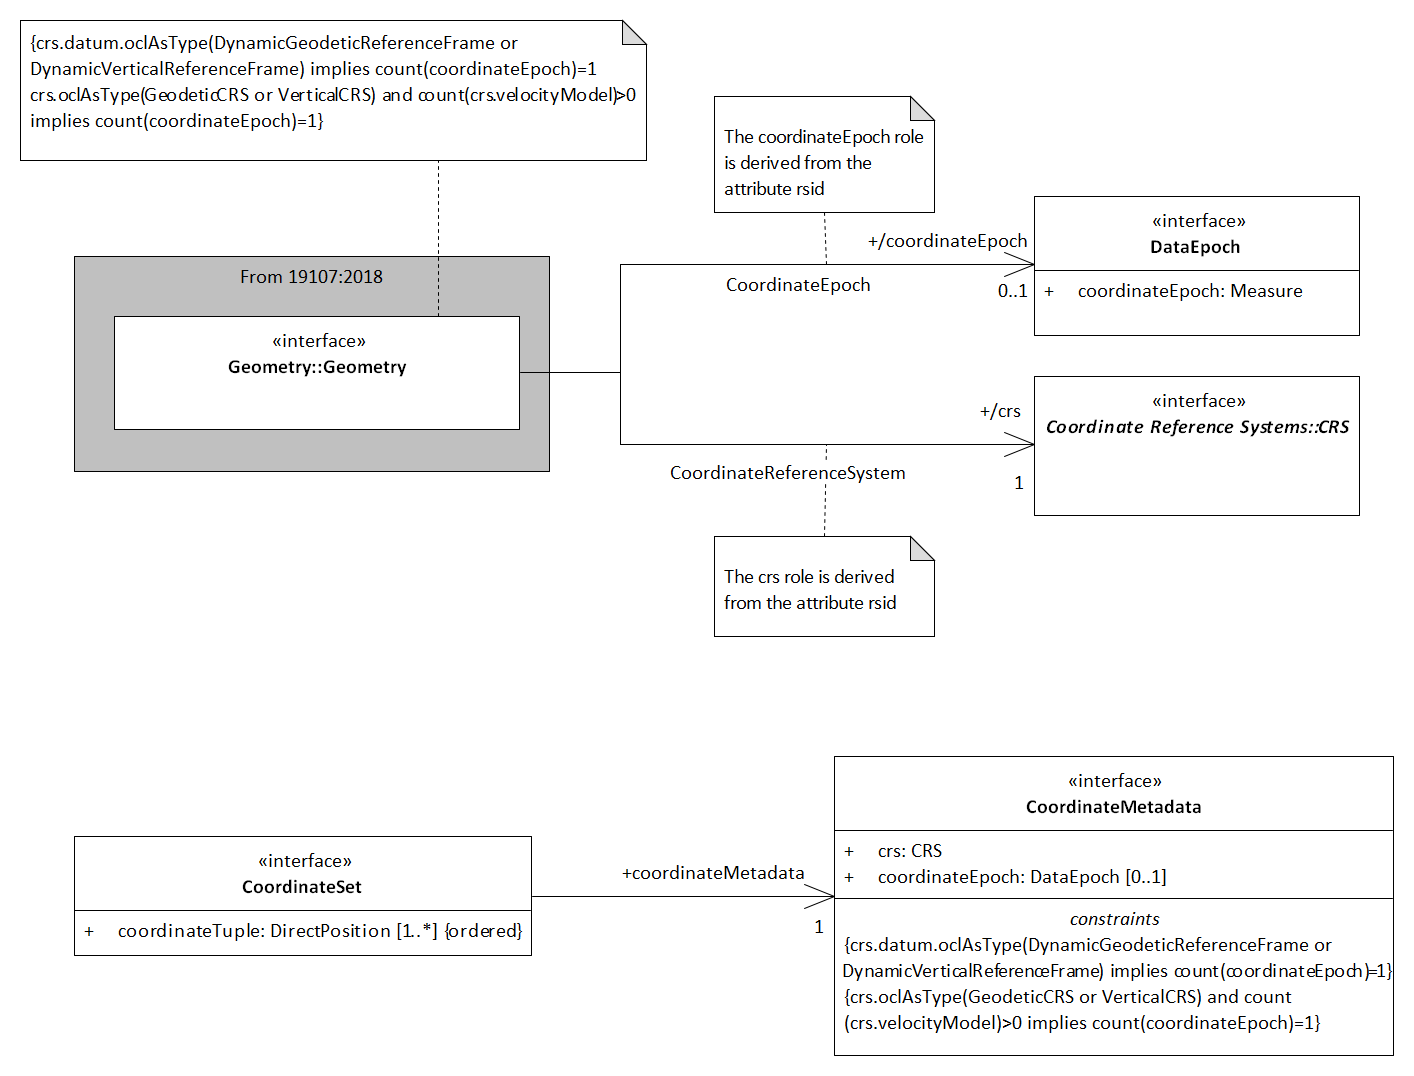 {crs.datum.oclAsType(DynamicGeodeticReferenceFrame or
DynamicVerticalReferenceFrame) implies count(coordinateEpoch)=1
crs.oclAsType(GeodeticCRS or VerticalCRS) and count(crs.velocityModel)>0
implies count(coordinateEpoch)=1}
The coordinateEpoch role
is derived from the
attribute rsid
+/coordinateEpoch
CoordinateEpoch
0..1
«interface»
DataEpoch
+ coordinateEpoch: Measure
From 19107:2018
«interface»
Geometry::Geometry
+/crs
CoordinateReferenceSystem
1
«interface»
Coordinate Reference Systems::CRS
The crs role is derived
from the attribute rsid
«interface»
CoordinateSet
+ coordinateTuple: DirectPosition [1..*] {ordered}
+coordinateMetadata
1
«interface»
CoordinateMetadata
+ crs: CRS
+ coordinateEpoch: DataEpoch [0..1]
constraints
{crs.datum.oclAsType(DynamicGeodeticReferenceFrame or
DynamicVerticalReferenceFrame) implies count(coordinateEpoch)=1}
{crs.oclAsType(GeodeticCRS or VerticalCRS) and count
(crs.velocityModel)>0 implies count(coordinateEpoch)=1}